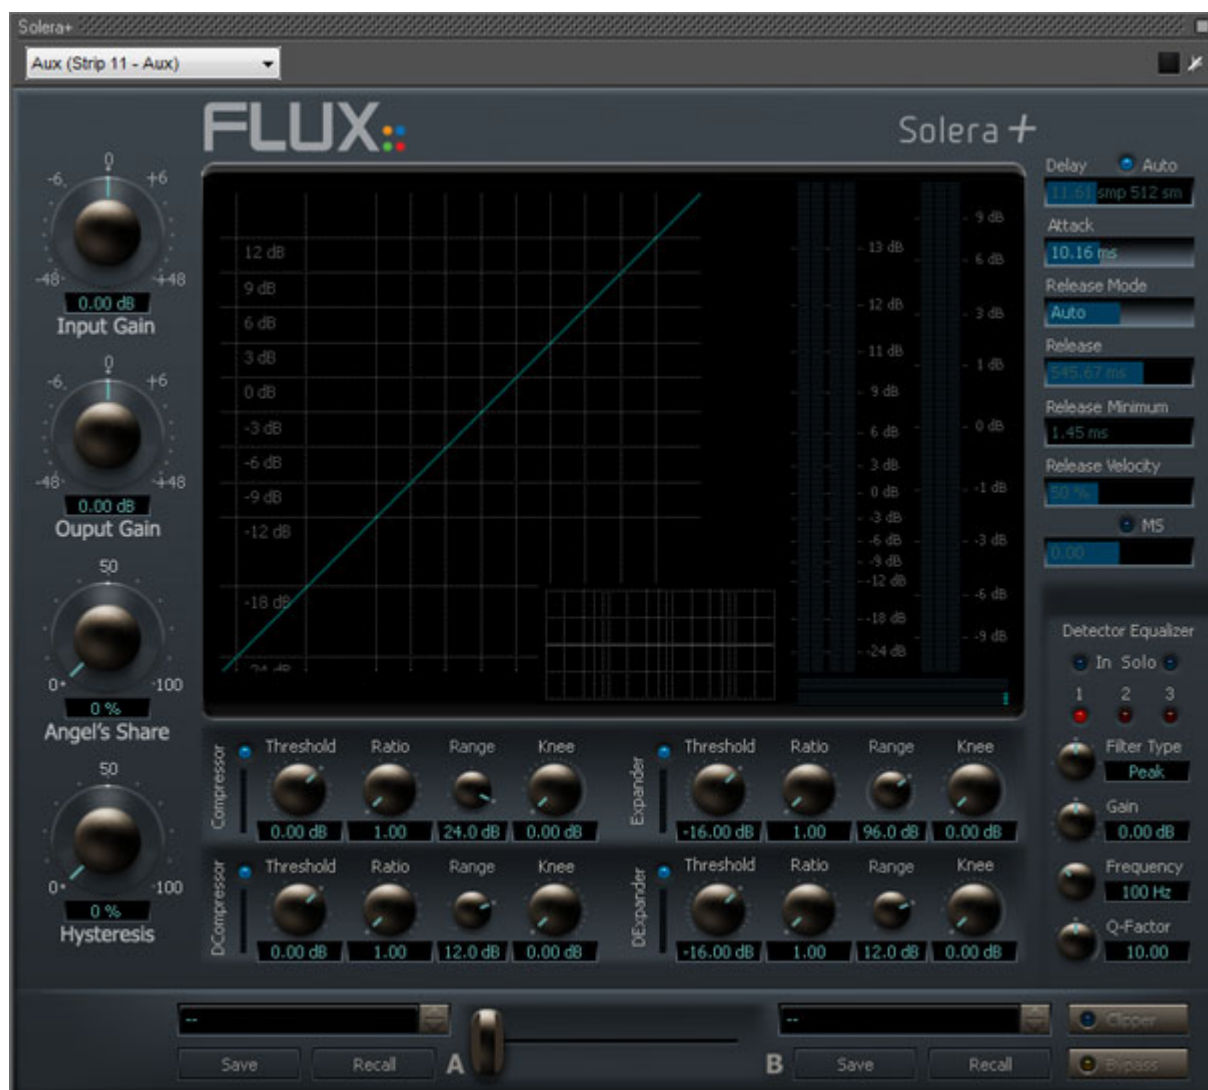 Solera+
Aux (Strip 11 - Aux)
FLUX::
Solera +
0
-6 +6
-48 +48
0.00 dB
Input Gain
0
-6 +6
-48 +48
0.00 dB
Ouput Gain
50
0 100
0 %
Angel's Share
50
0 100
0 %
Hysteresis
12 dB
9 dB
6 dB
3 dB
0 dB
-3 dB
-6 dB
-9 dB
-12 dB
-18 dB
-24 dB
13 dB
12 dB
11 dB
9 dB
6 dB
3 dB
0 dB
-3 dB
-6 dB
-9 dB
-12 dB
-18 dB
-24 dB
9 dB
6 dB
3 dB
1 dB
0 dB
-1 dB
-3 dB
-6 dB
-9 dB
Delay Auto
11.61 smp 512 sm
Attack
10.16 ms
Release Mode
Auto
Release
545.67 ms
Release Minimum
1.45 ms
Release Velocity
50 %
MS
0.00
Detector Equalizer
In Solo
1 2 3
Filter Type
Peak
Gain
0.00 dB
Frequency
100 Hz
Q-Factor
10.00
Compressor
Threshold Ratio Range Knee
0.00 dB 1.00 24.0 dB 0.00 dB
Expander
Threshold Ratio Range Knee
-16.00 dB 1.00 96.0 dB 0.00 dB
DCompressor
Threshold Ratio Range Knee
0.00 dB 1.00 12.0 dB 0.00 dB
DExpander
Threshold Ratio Range Knee
-16.00 dB 1.00 12.0 dB 0.00 dB
--
Save Recall A
--
B Save Recall
Clipper
Bypass